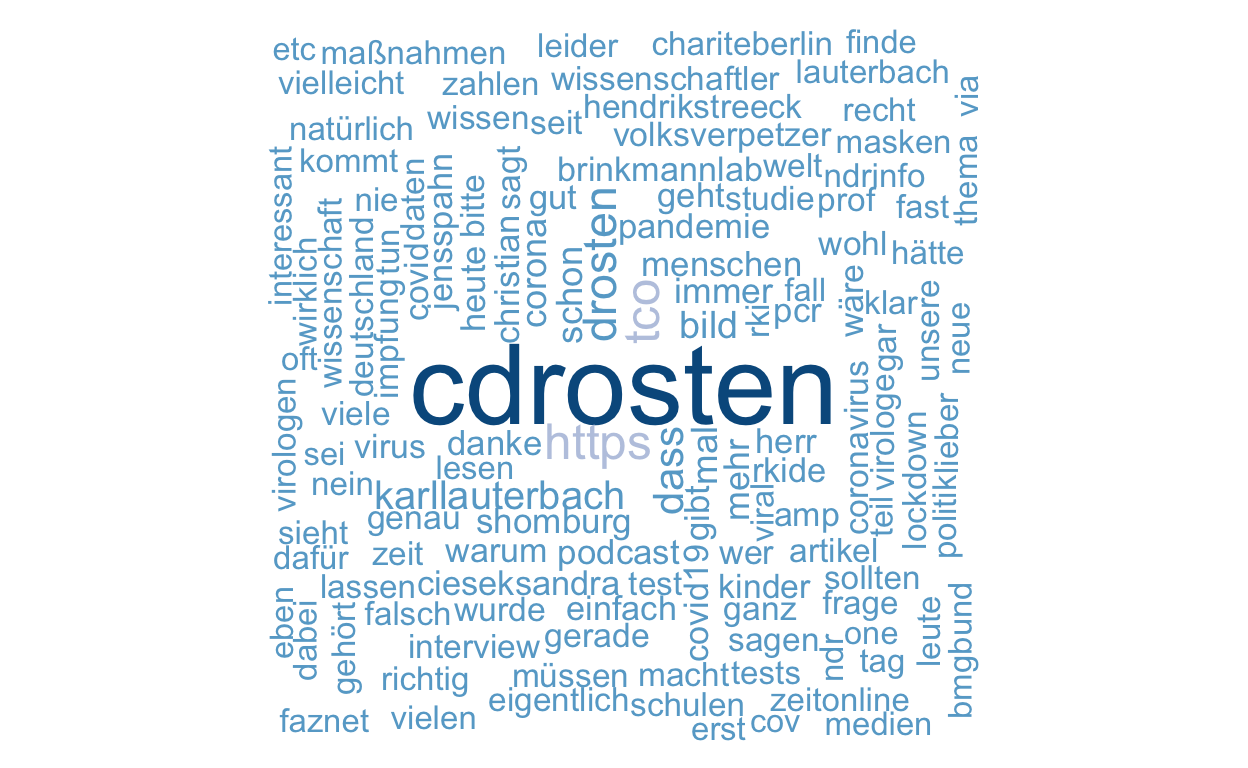 etc
maßnahmen
leider
chariteberlin
finde
vielleicht
zahlen
wissenschaftler
lauterbach
via
natürlich
wissen
seit
hendrikstreeck
recht
volksverpetzer
masken
kommt
brinkmannlab
welt
ndrinfo
thema
interessant
wirklich
wissenschaft
deutschland
nie
impfung
tun
covid
daten
jensspahn
heute
bitte
christian
sagt
corona
gut
schon
drosten
geht
studie
prof
fast
pandemie
wohl
hätte
menschen
tco
immer
fall
bild
rki
pcr
wäre
klar
unsere
neue
oft
cdrosten
coronavirus
gar
virologe
teil
lockdown
lieber
politik
virologen
viele
sei
virus
danke
https
dass
mal
gibt
mehr
herr
lesen
rkide
viral
nein
karllauterbach
amp
genau
shomburg
sieht
dafür
zeit
warum
podcast
covid19
wer
artikel
lassen
cieseksandra
test
kinder
sollten
eben
dabei
gehört
falsch
wurde
einfach
ganz
frage
leute
bmgbund
interview
gerade
sagen
ndr
one
tag
richtig
müssen
macht
tests
eigentlich
schulen
zeitonline
faznet
vielen
erst
cov
medien